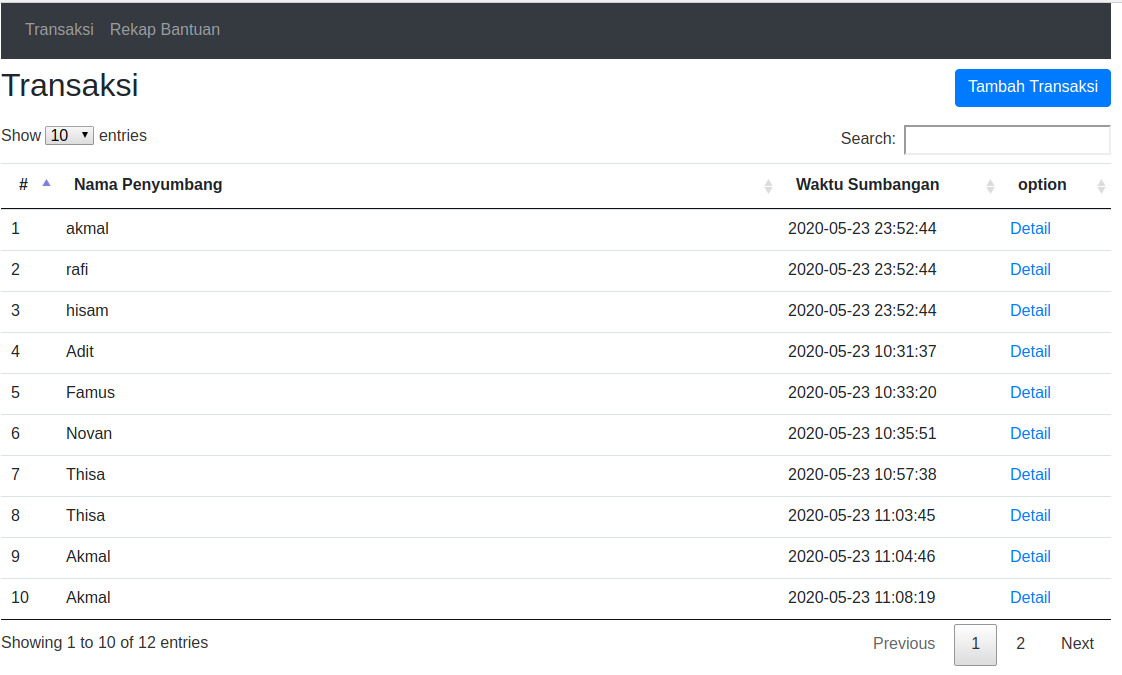 Transaksi Rekap Bantuan
Transaksi Tambah Transaksi
Show 10 entries Search:
# Nama Penyumbang Waktu Sumbangan option
1 akmal 2020-05-23 23:52:44 Detail
2 rafi 2020-05-23 23:52:44 Detail
3 hisam 2020-05-23 23:52:44 Detail
4 Adit 2020-05-23 10:31:37 Detail
5 Famus 2020-05-23 10:33:20 Detail
6 Novan 2020-05-23 10:35:51 Detail
7 Thisa 2020-05-23 10:57:38 Detail
8 Thisa 2020-05-23 11:03:45 Detail
9 Akmal 2020-05-23 11:04:46 Detail
10 Akmal 2020-05-23 11:08:19 Detail
Showing 1 to 10 of 12 entries Previous 1 2 Next